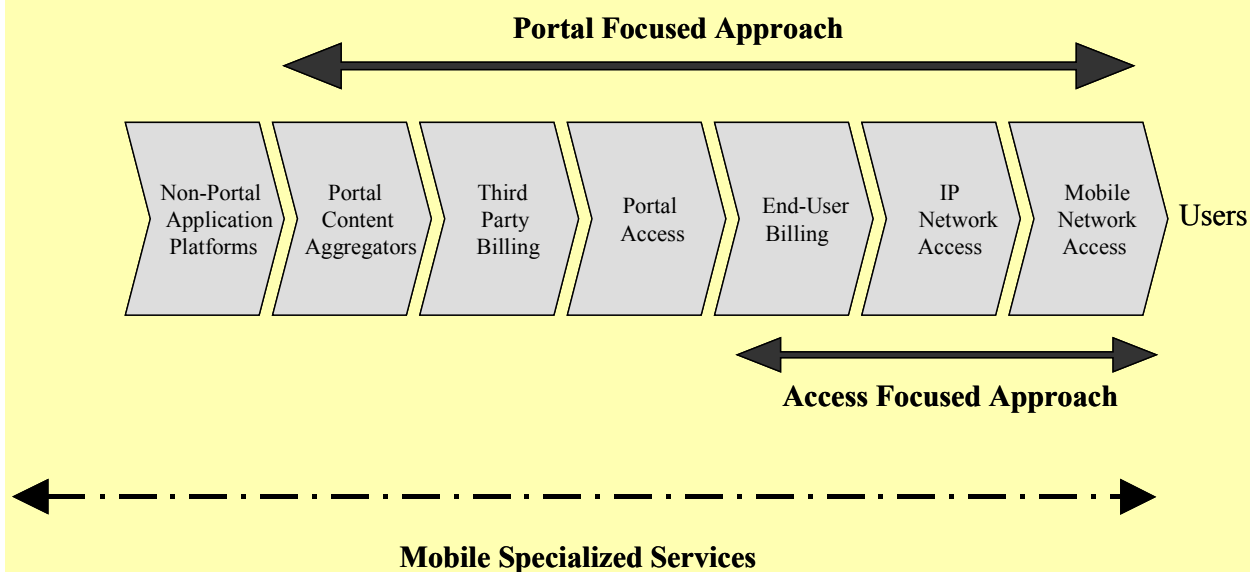 Portal Focused Approach
Non-Portal
Application
Platforms
Portal
Content
Aggregators
Third
Party
Billing
Portal
Access
End-User
Billing
IP
Network
Access
Mobile
Network
Access
Users
Access Focused Approach
Mobile Specialized Services